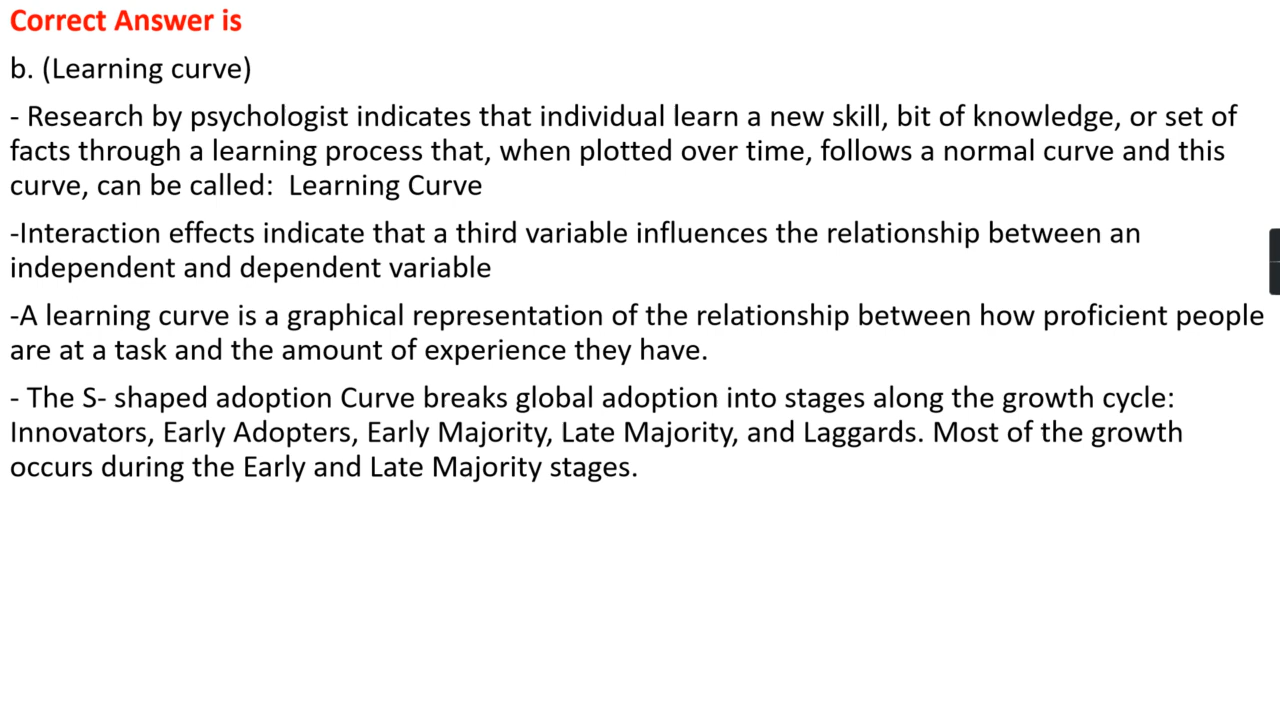 Correct Answer is
b. (Learning curve)
- Research by psychologist indicates that individual learn a new skill, bit of knowledge, or set of
facts through a learning process that, when plotted over time, follows a normal curve and this
curve, can be called:  Learning Curve
-Interaction effects indicate that a third variable influences the relationship between an
independent and dependent variable
-A learning curve is a graphical representation of the relationship between how proficient people
are at a task and the amount of experience they have.
- The S- shaped adoption Curve breaks global adoption into stages along the growth cycle:
Innovators, Early Adopters, Early Majority, Late Majority, and Laggards. Most of the growth
occurs during the Early and Late Majority stages.